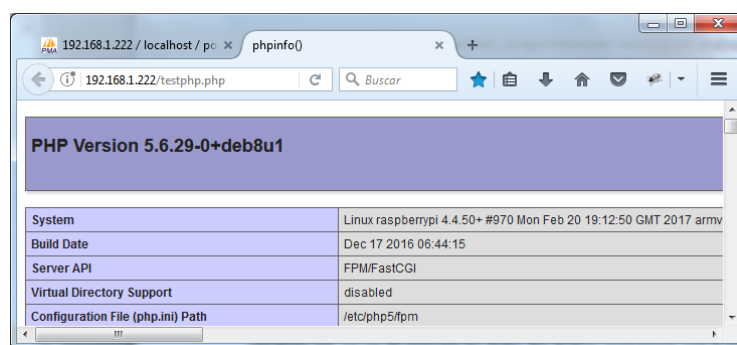 PMA 192.168.1.222 / localhost / po × phpinfo() × +
192.168.1.222/testphp.php Buscar
PHP Version 5.6.29-0+deb8u1
System Linux raspberrypi 4.4.50+ #970 Mon Feb 20 19:12:50 GMT 2017 armv
Build Date Dec 17 2016 06:44:15
Server API FPM/FastCGI
Virtual Directory Support disabled
Configuration File (php.ini) Path /etc/php5/fpm